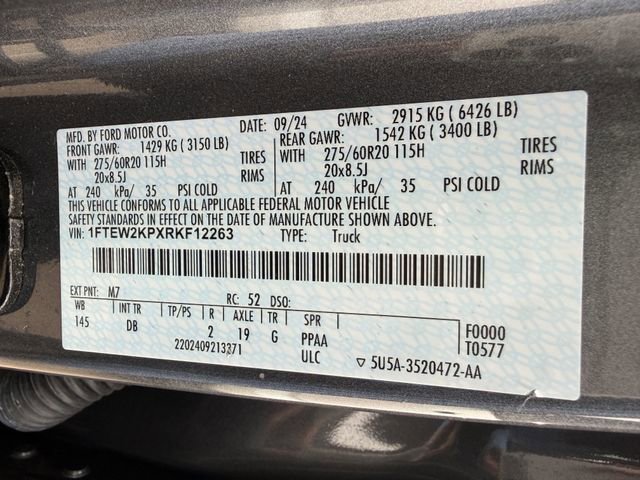 DATE: 09/24 GVWR: 2915 KG ( 6426 LB)
MFD. BY FORD MOTOR CO. REAR GAWR: 1542 KG ( 3400 LB)
FRONT GAWR: 1429 KG ( 3150 LB) WITH 275/60R20 115H TIRES
WITH 275/60R20 115H TIRES 20x8.5J RIMS
20x8.5J RIMS AT 240 kPa/ 35 PSI COLD
AT 240 kPa/ 35 PSI COLD
THIS VEHICLE CONFORMS TO ALL APPLICABLE FEDERAL MOTOR VEHICLE
SAFETY STANDARDS IN EFFECT ON THE DATE OF MANUFACTURE SHOWN ABOVE.
VIN: 1FTEW2KPXRKF12263 TYPE: Truck
EXT PNT: M7 RC: 52 DSO:
WB INT TR TP/PS R AXLE TR SPR F0000
145 DB 2 19 G PPAA T0577
2202409213371 ULC ▽ 5U5A-3520472-AA